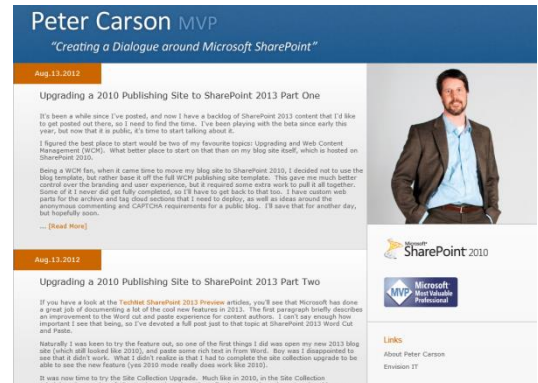 Peter Carson MVP
"Creating a Dialogue around Microsoft SharePoint"
Aug.13.2012
Upgrading a 2010 Publishing Site to SharePoint 2013 Part One
It's been a while since I've posted, and now I have a backlog of SharePoint 2013 content that I'd like
to get posted out there, so I need to find the time. I've been playing with the beta since early this
year, but now that it is public, it's time to start talking about it.
I figured the best place to start would be two of my favourite topics: Upgrading and Web Content
Management (WCM). What better place to start on that than on my blog site itself, which is hosted on
SharePoint 2010.
Being a WCM fan, when it came time to move my blog site to SharePoint 2010, I decided not to use the
blog template, but rather base it off the full WCM publishing site template. This gave me much better
control over the branding and user experience, but it required some extra work to pull it all together.
Some of it I never did get fully completed, so I'll have to get back to that too. I have custom web
parts for the archive and tag cloud sections that I need to deploy, as well as ideas around the
anonymous commenting and CAPTCHA requirements for a public blog. I'll save that for another day,
but hopefully soon.
... [Read More]
Aug.13.2012
Upgrading a 2010 Publishing Site to SharePoint 2013 Part Two
If you have a look at the TechNet SharePoint 2013 Preview articles, you'll see that Microsoft has done
a great job of documenting a lot of the cool new features in 2013. The first paragraph briefly describes
an improvement to the Word cut and paste experience for content authors. I can't say enough how
important I see that being, so I've devoted a full post just to that topic at SharePoint 2013 Word Cut
and Paste.
Naturally I was keen to try the feature out, so one of the first things I did was open my new 2013 blog
site (which still looked like 2010), and paste some rich text in from Word. Boy was I disappointed to
see that it didn't work. What I didn't realise is that I had to complete the site collection upgrade to be
able to see the new feature (yes 2010 mode really does work like 2010).
It was now time to try the Site Collection Upgrade. Much like in 2010, in the Site Collection
Microsoft
SharePoint 2010
MVP
Microsoft
Most Valuable
Professional
Links
About Peter Carson
Envision IT